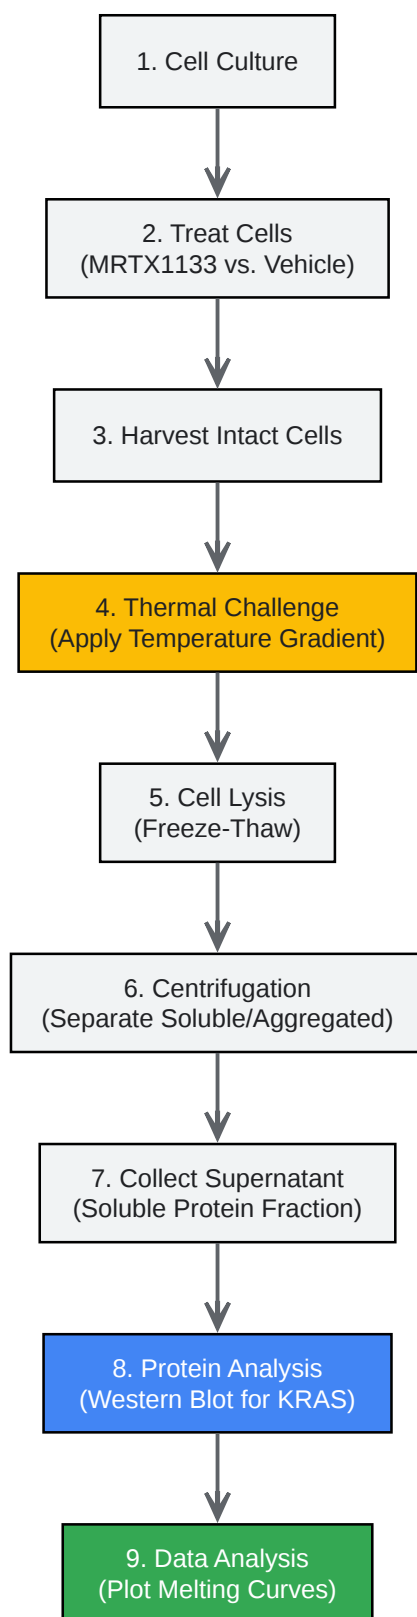 1. Cell Culture
2. Treat Cells
(MRTX1133 vs. Vehicle)
3. Harvest Intact Cells
4. Thermal Challenge
(Apply Temperature Gradient)
5. Cell Lysis
(Freeze-Thaw)
6. Centrifugation
(Separate Soluble/Aggregated)
7. Collect Supernatant
(Soluble Protein Fraction)
8. Protein Analysis
(Western Blot for KRAS)
9. Data Analysis
(Plot Melting Curves)